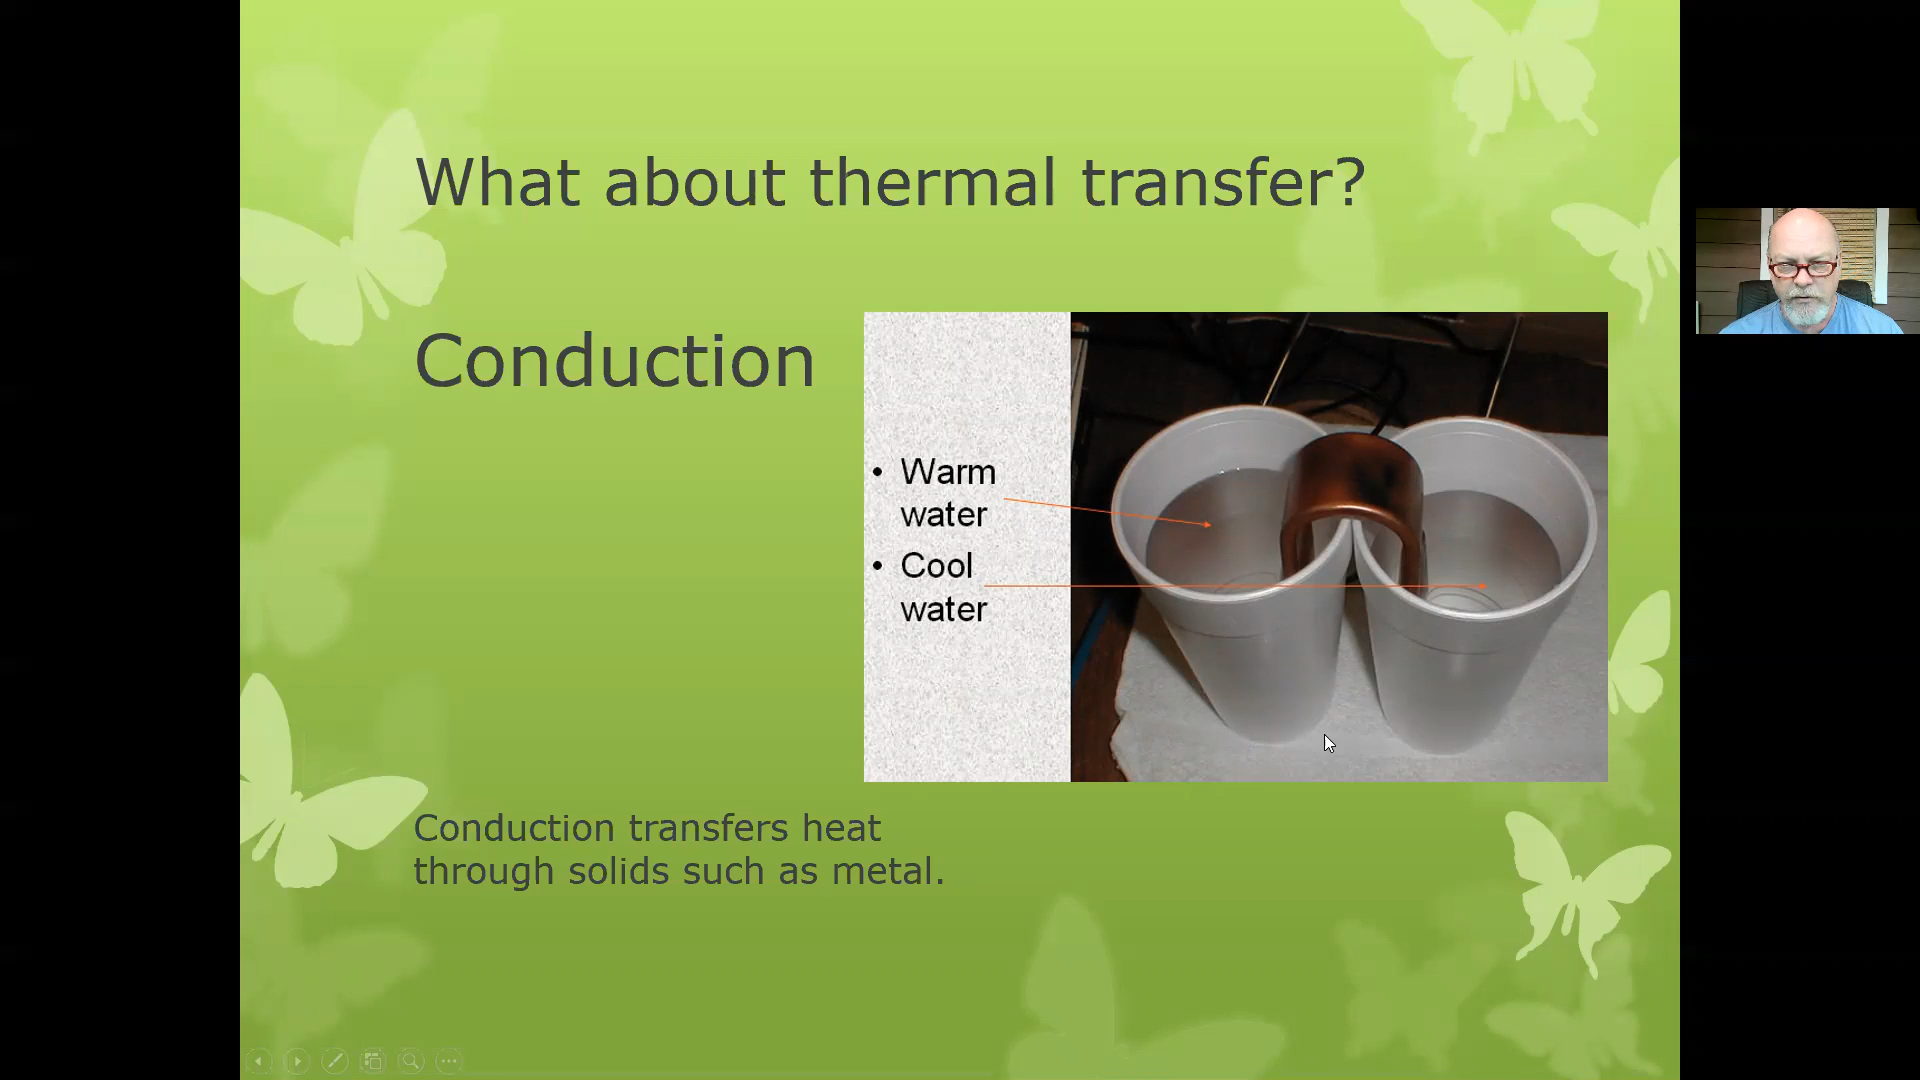 What about thermal transfer?
Conduction
• Warm
water
• Cool
water
Conduction transfers heat
through solids such as metal.